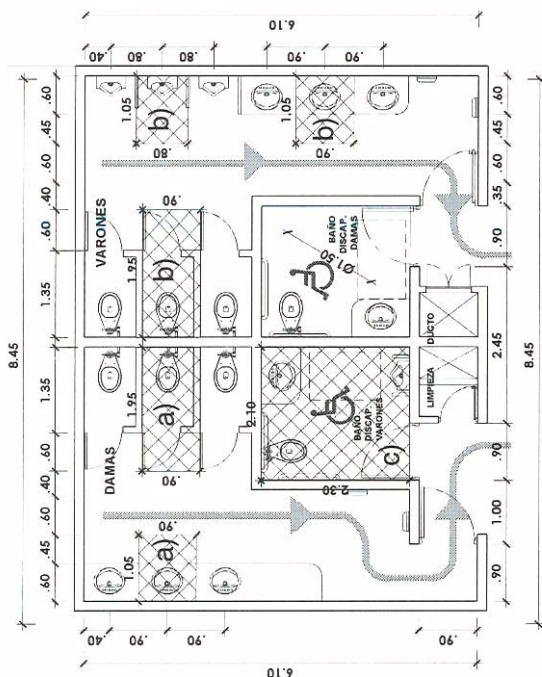 6.10
.40 .80 .80 .90 .90
8.45
.60 .45 .60 .40 .60 1.35 1.35 .60 .40 .60 .45 .60
VARONES
1.05
b)
.80
1.05
b)
.90
.90
b)
1.95
BAÑO
DISCAP.
DAMAS
Ø1.50
DUCTO
LIMPIEZA
DAMAS
1.95
a)
.90
2.10
BAÑO
DISCAP.
VARONES
c)
2.30
.90
a)
1.05
.60 .45 .60 .35 .90 2.45 .90 1.00 .90
8.45
.40 .90 .90 .90
6.10